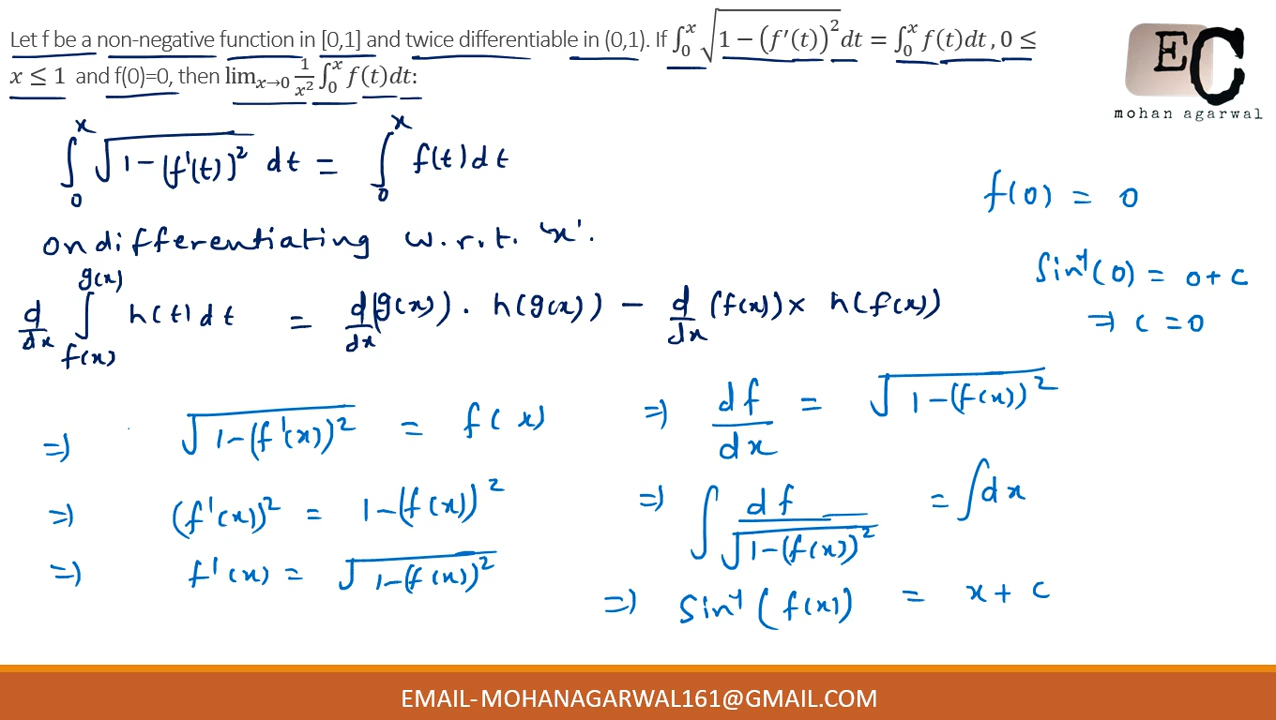 Let f be a non-negative function in [0,1] and twice differentiable in (0,1). If ∫₀ˣ √(1 − (f′(t))²) dt = ∫₀ˣ f(t)dt , 0 ≤
x ≤ 1 and f(0)=0, then lim_{x→0} 1/x² ∫₀ˣ f(t)dt:
EC
mohan agarwal
∫₀ˣ √(1 − (f'(t))²) dt = ∫₀ˣ f(t)dt
f(0) = 0
on differentiating w.r.t. 'x'.
sin⁻¹(0) = 0 + c
⇒ c = 0
d/dx ∫_{f(x)}^{g(x)} h(t)dt = d/dx (g(x)) . h(g(x)) − d/dx (f(x)) × h(f(x))
⇒ √(1 − (f'(x))²) = f(x)
⇒ (f'(x))² = 1 − (f(x))²
⇒ f'(x) = √(1 − (f(x))²)
⇒ df/dx = √(1 − (f(x))²)
⇒ ∫ df/√(1 − (f(x))²) = ∫dx
⇒ sin⁻¹(f(x)) = x + c
EMAIL-MOHANAGARWAL161@GMAIL.COM